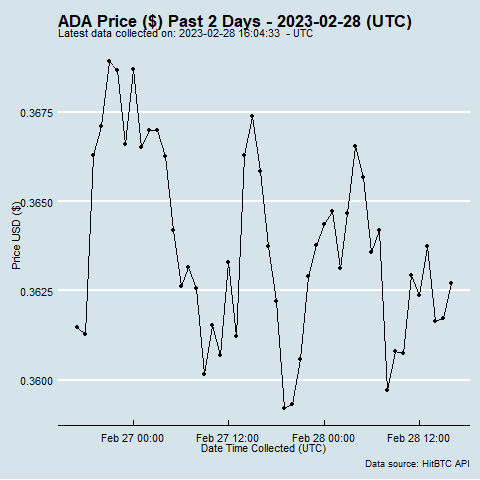 ADA Price ($) Past 2 Days - 2023-02-28 (UTC)
Latest data collected on: 2023-02-28 16:04:33 - UTC
Price USD ($)
0.3675
0.3650
0.3625
0.3600
Feb 27 00:00 Feb 27 12:00 Feb 28 00:00 Feb 28 12:00
Date Time Collected (UTC)
Data source: HitBTC API